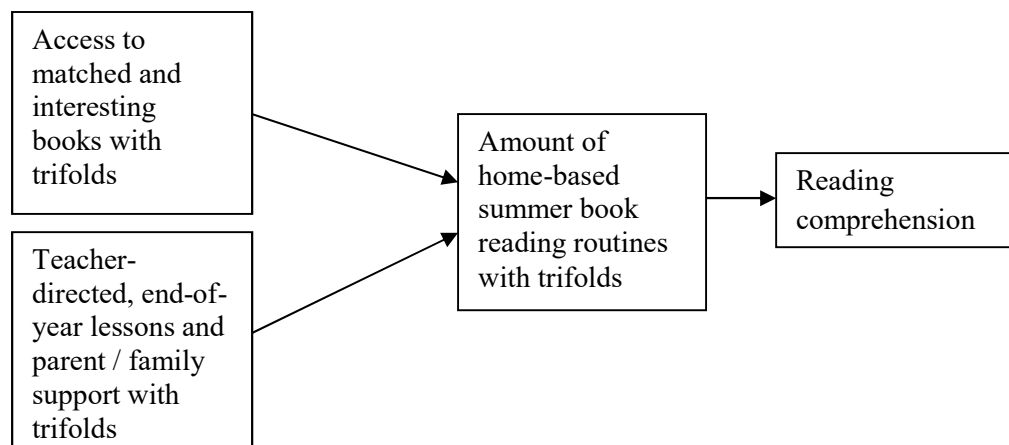 Access to
matched and
interesting
books with
trifolds
Teacher-
directed, end-of-
year lessons and
parent / family
support with
trifolds
Amount of
home-based
summer book
reading routines
with trifolds
Reading
comprehension